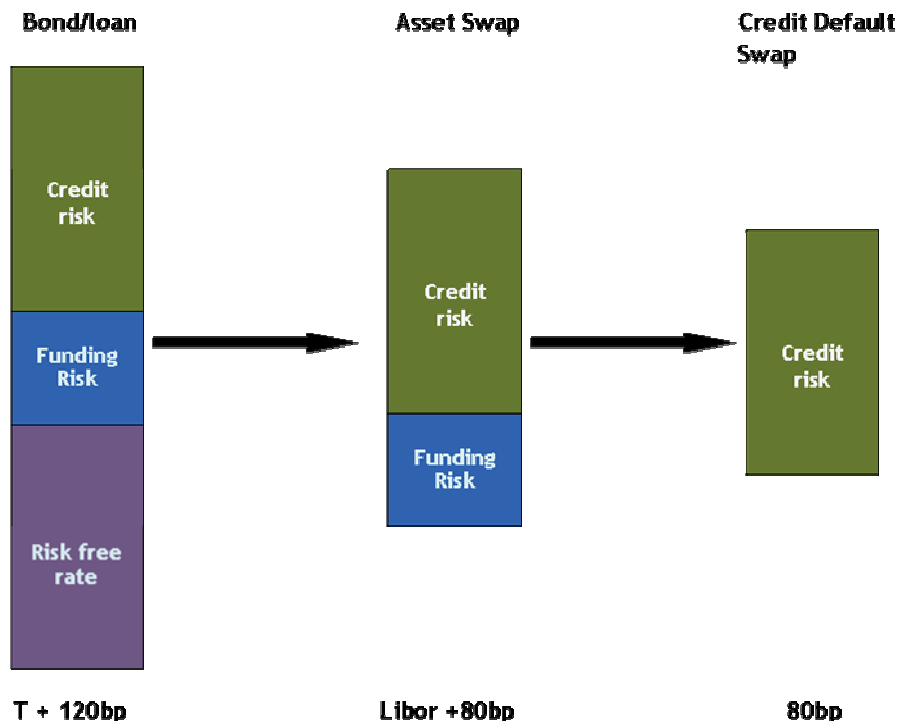 Bond/loan
Asset Swap
Credit Default
Swap
Credit
risk
Funding
Risk
Risk free
rate
Credit
risk
Funding
Risk
Credit
risk
T + 120bp
Libor +80bp
80bp